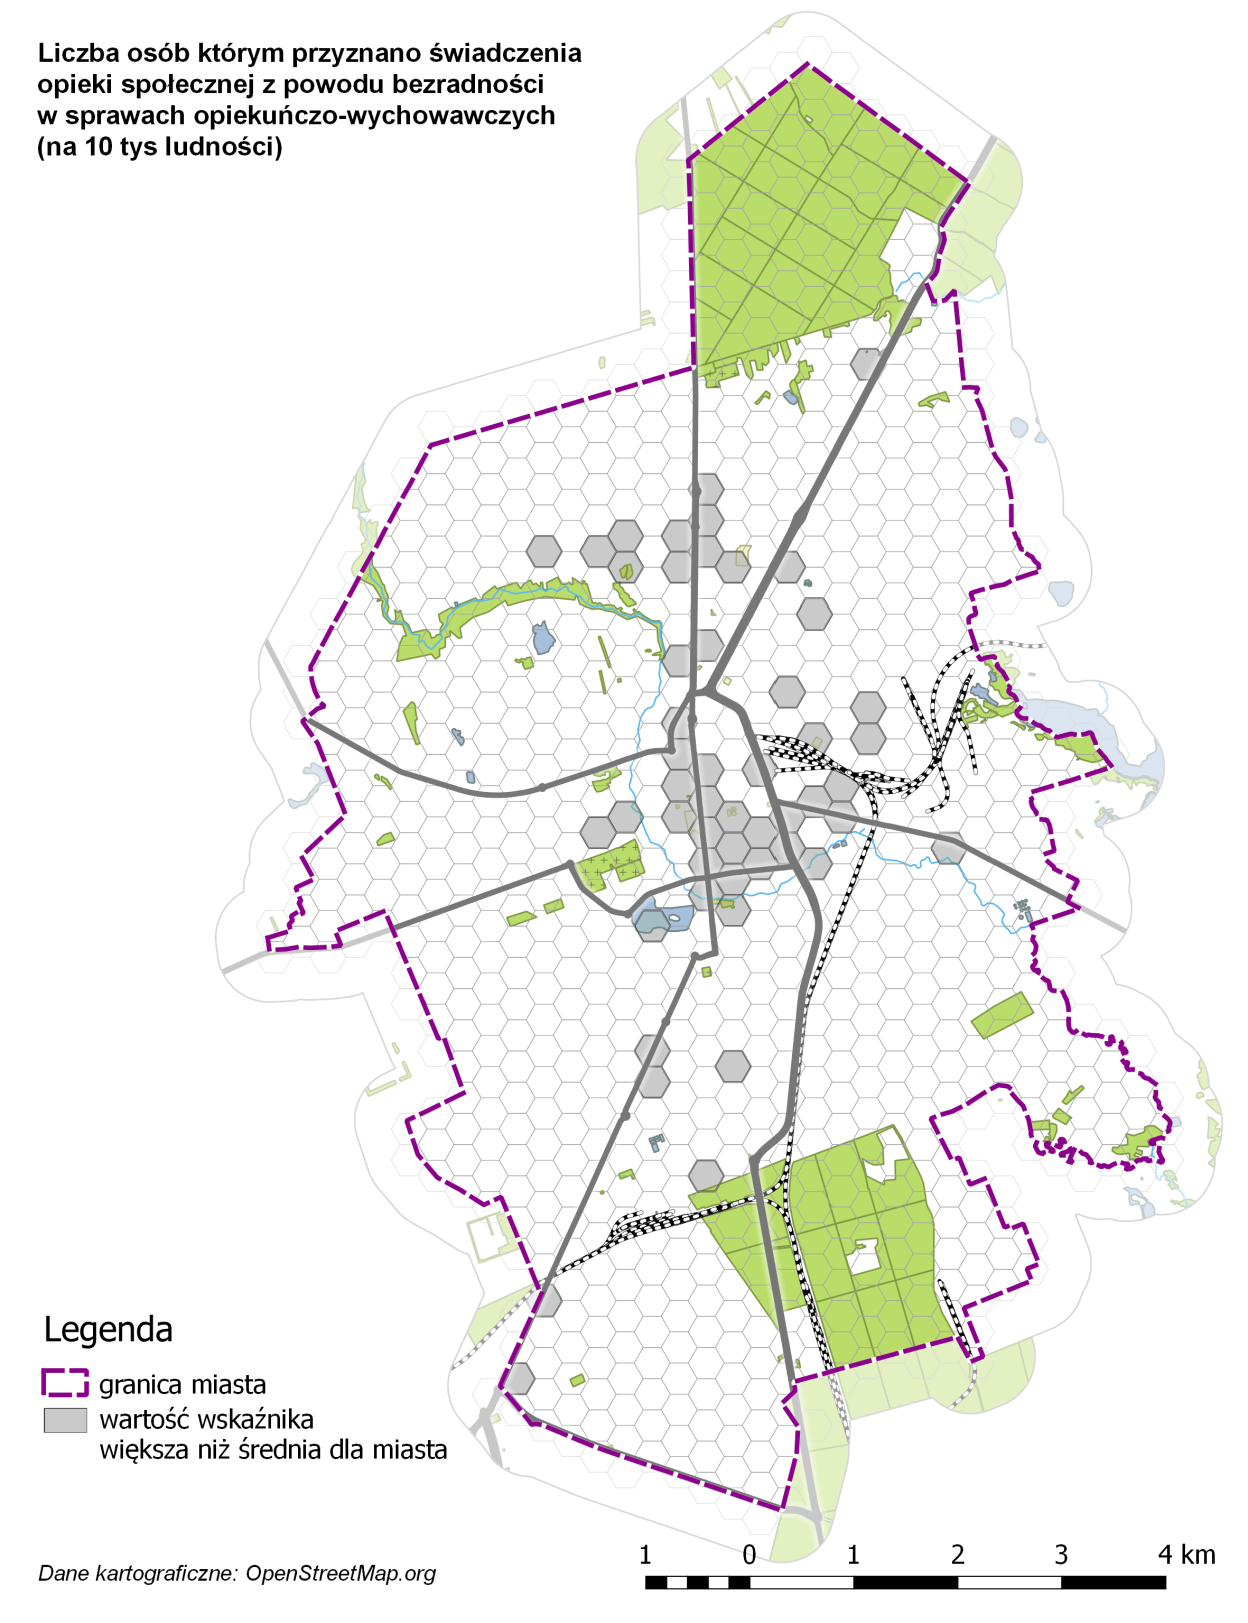 Liczba osób którym przyznano świadczenia
opieki społecznej z powodu bezradności
w sprawach opiekuńczo-wychowawczych
(na 10 tys ludności)
Legenda
granica miasta
wartość wskaźnika
większa niż średnia dla miasta
Dane kartograficzne: OpenStreetMap.org
1 0 1 2 3 4 km